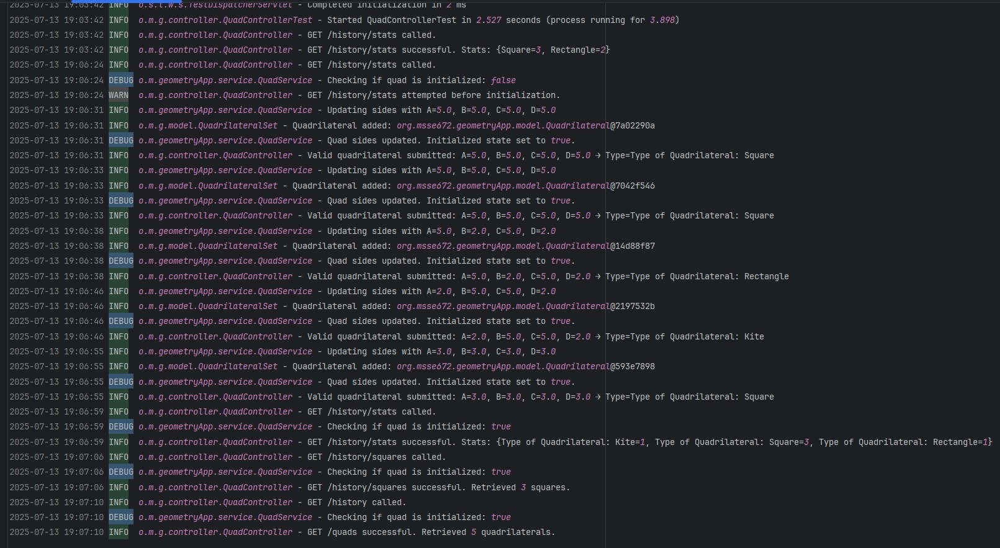 2025-07-13 19:03:42 INFO o.s.t.w.s.TestDispatcherServlet - Completed initialization in 2 ms
2025-07-13 19:03:42 INFO o.m.g.controller.QuadControllerTest - Started QuadControllerTest in 2.527 seconds (process running for 3.898)
2025-07-13 19:03:42 INFO o.m.g.controller.QuadController - GET /history/stats called.
2025-07-13 19:03:42 INFO o.m.g.controller.QuadController - GET /history/stats successful. Stats: {Square=3, Rectangle=2}
2025-07-13 19:06:24 INFO o.m.g.controller.QuadController - GET /history/stats called.
2025-07-13 19:06:24 DEBUG o.m.geometryApp.service.QuadService - Checking if quad is initialized: false
2025-07-13 19:06:24 WARN o.m.g.controller.QuadController - GET /history/stats attempted before initialization.
2025-07-13 19:06:31 INFO o.m.geometryApp.service.QuadService - Updating sides with A=5.0, B=5.0, C=5.0, D=5.0
2025-07-13 19:06:31 INFO o.m.g.model.QuadrilateralSet - Quadrilateral added: org.msse672.geometryApp.model.Quadrilateral@7a02290a
2025-07-13 19:06:31 DEBUG o.m.geometryApp.service.QuadService - Quad sides updated. Initialized state set to true.
2025-07-13 19:06:31 INFO o.m.g.controller.QuadController - Valid quadrilateral submitted: A=5.0, B=5.0, C=5.0, D=5.0 → Type=Type of Quadrilateral: Square
2025-07-13 19:06:33 INFO o.m.geometryApp.service.QuadService - Updating sides with A=5.0, B=5.0, C=5.0, D=5.0
2025-07-13 19:06:33 INFO o.m.g.model.QuadrilateralSet - Quadrilateral added: org.msse672.geometryApp.model.Quadrilateral@7042f546
2025-07-13 19:06:33 DEBUG o.m.geometryApp.service.QuadService - Quad sides updated. Initialized state set to true.
2025-07-13 19:06:33 INFO o.m.g.controller.QuadController - Valid quadrilateral submitted: A=5.0, B=5.0, C=5.0, D=5.0 → Type=Type of Quadrilateral: Square
2025-07-13 19:06:38 INFO o.m.geometryApp.service.QuadService - Updating sides with A=5.0, B=2.0, C=5.0, D=2.0
2025-07-13 19:06:38 INFO o.m.g.model.QuadrilateralSet - Quadrilateral added: org.msse672.geometryApp.model.Quadrilateral@14d88f87
2025-07-13 19:06:38 DEBUG o.m.geometryApp.service.QuadService - Quad sides updated. Initialized state set to true.
2025-07-13 19:06:38 INFO o.m.g.controller.QuadController - Valid quadrilateral submitted: A=5.0, B=2.0, C=5.0, D=2.0 → Type=Type of Quadrilateral: Rectangle
2025-07-13 19:06:46 INFO o.m.geometryApp.service.QuadService - Updating sides with A=2.0, B=5.0, C=5.0, D=2.0
2025-07-13 19:06:46 INFO o.m.g.model.QuadrilateralSet - Quadrilateral added: org.msse672.geometryApp.model.Quadrilateral@2197532b
2025-07-13 19:06:46 DEBUG o.m.geometryApp.service.QuadService - Quad sides updated. Initialized state set to true.
2025-07-13 19:06:46 INFO o.m.g.controller.QuadController - Valid quadrilateral submitted: A=2.0, B=5.0, C=5.0, D=2.0 → Type=Type of Quadrilateral: Kite
2025-07-13 19:06:55 INFO o.m.geometryApp.service.QuadService - Updating sides with A=3.0, B=3.0, C=3.0, D=3.0
2025-07-13 19:06:55 INFO o.m.g.model.QuadrilateralSet - Quadrilateral added: org.msse672.geometryApp.model.Quadrilateral@593e7898
2025-07-13 19:06:55 DEBUG o.m.geometryApp.service.QuadService - Quad sides updated. Initialized state set to true.
2025-07-13 19:06:55 INFO o.m.g.controller.QuadController - Valid quadrilateral submitted: A=3.0, B=3.0, C=3.0, D=3.0 → Type=Type of Quadrilateral: Square
2025-07-13 19:06:59 INFO o.m.g.controller.QuadController - GET /history/stats called.
2025-07-13 19:06:59 DEBUG o.m.geometryApp.service.QuadService - Checking if quad is initialized: true
2025-07-13 19:06:59 INFO o.m.g.controller.QuadController - GET /history/stats successful. Stats: {Type of Quadrilateral: Kite=1, Type of Quadrilateral: Square=3, Type of Quadrilateral: Rectangle=1}
2025-07-13 19:07:06 INFO o.m.g.controller.QuadController - GET /history/squares called.
2025-07-13 19:07:06 DEBUG o.m.geometryApp.service.QuadService - Checking if quad is initialized: true
2025-07-13 19:07:06 INFO o.m.g.controller.QuadController - GET /history/squares successful. Retrieved 3 squares.
2025-07-13 19:07:10 INFO o.m.g.controller.QuadController - GET /history called.
2025-07-13 19:07:10 DEBUG o.m.geometryApp.service.QuadService - Checking if quad is initialized: true
2025-07-13 19:07:10 INFO o.m.g.controller.QuadController - GET /quads successful. Retrieved 5 quadrilaterals.